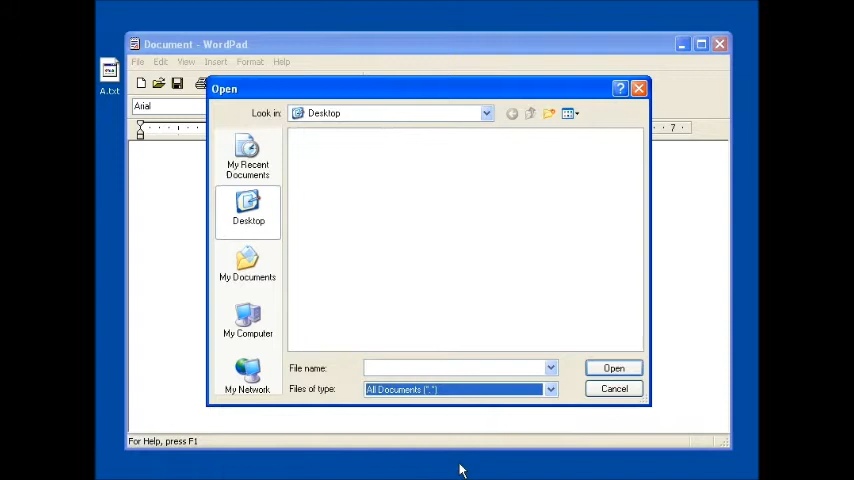 Document - WordPad
File Edit View Insert Format Help
A.txt
Arial
Open
Look in: Desktop
7
My Recent
Documents
Desktop
My Documents
My Computer
My Network
File name: Open
Files of type: All Documents (*.*) Cancel
For Help, press F1